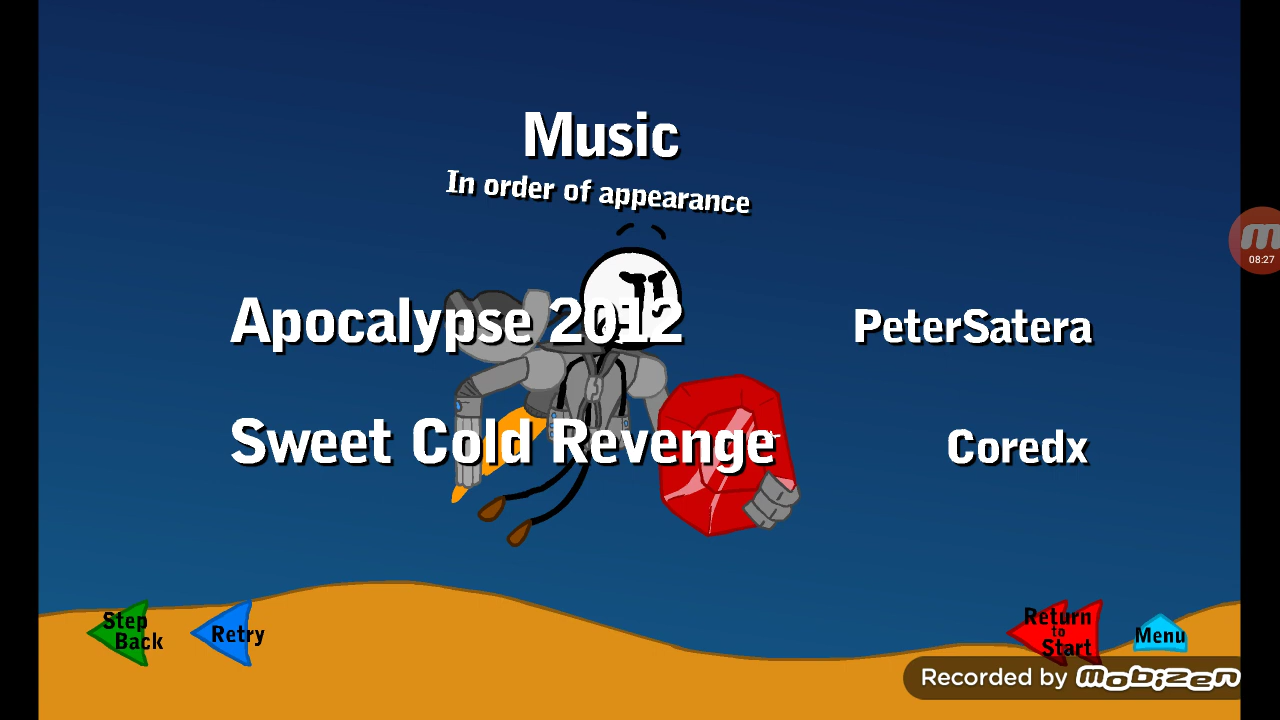 Music
In order of appearance
Apocalypse 2012 PeterSatera
Sweet Cold Revenge Coredx
Step Back
Retry
Return to Start
Menu
08:27
Recorded by Mobizen